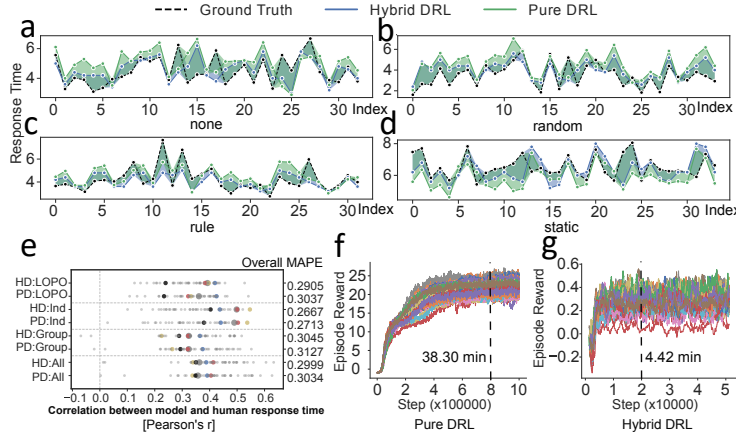 Ground Truth Hybrid DRL Pure DRL
a
b
6
4
0 5 10 15 20 25 30 Index
none
6
4
2
0 5 10 15 20 25 30 Index
random
Response Time
c
d
6
4
0 5 10 15 20 25 30 Index
rule
8
6
4
0 5 10 15 20 25 30 Index
static
e
Overall MAPE
HD:LOPO 0.2905
PD:LOPO 0.3037
HD:Ind 0.2667
PD:Ind 0.2713
HD:Group 0.3045
PD:Group 0.3127
HD:All 0.2999
PD:All 0.3034
−0.1 0.0 0.1 0.2 0.3 0.4 0.5 0.6
Correlation between model and human response time
[Pearson's r]
f
Episode Reward
25
20
15
10
5
0
38.30 min
0 2 4 6 8 10
Step (x100000)
Pure DRL
g
Episode Reward
0.6
0.4
0.2
0.0
−0.2
4.42 min
0 1 2 3 4 5
Step (x10000)
Hybrid DRL